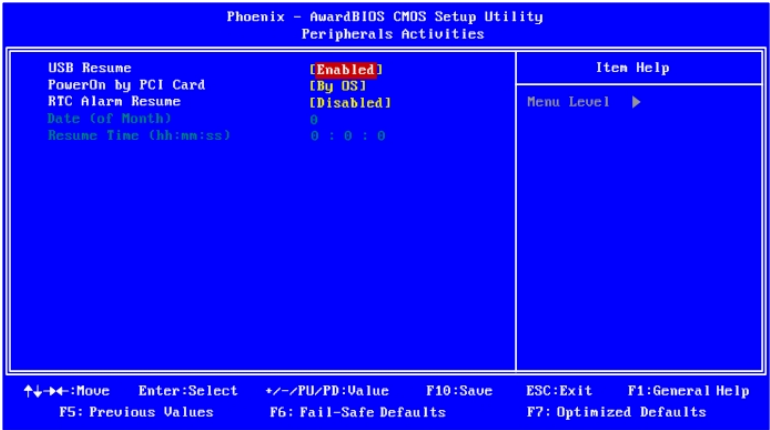 Phoenix - AwardBIOS CMOS Setup Utility
Peripherals Activities
USB Resume [Enabled]
PowerOn by PCI Card [By OS]
RTC Alarm Resume [Disabled]
Date (of Month) 0
Resume Time (hh:mm:ss) 0 : 0 : 0
Item Help
Menu Level
:Move Enter:Select +/-/PU/PD:Value F10:Save ESC:Exit F1:General Help
F5: Previous Values F6: Fail-Safe Defaults F7: Optimized Defaults